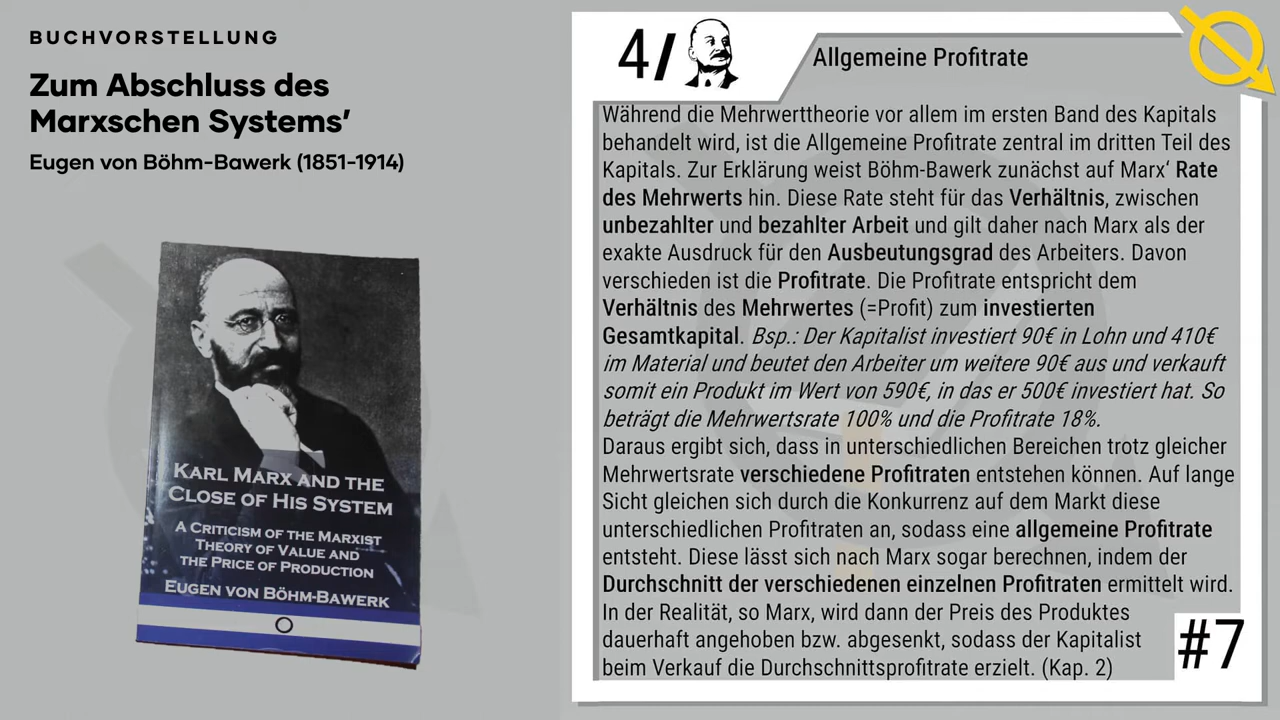 BUCHVORSTELLUNG
Zum Abschluss des
Marxschen Systems’
Eugen von Böhm-Bawerk (1851-1914)
KARL MARX AND THE
CLOSE OF HIS SYSTEM
A CRITICISM OF THE MARXIST
THEORY OF VALUE AND
THE PRICE OF PRODUCTION
EUGEN VON BÖHM-BAWERK
4/
Allgemeine Profitrate
Während die Mehrwerttheorie vor allem im ersten Band des Kapitals
behandelt wird, ist die Allgemeine Profitrate zentral im dritten Teil des
Kapitals. Zur Erklärung weist Böhm-Bawerk zunächst auf Marx‘ Rate
des Mehrwerts hin. Diese Rate steht für das Verhältnis, zwischen
unbezahlter und bezahlter Arbeit und gilt daher nach Marx als der
exakte Ausdruck für den Ausbeutungsgrad des Arbeiters. Davon
verschieden ist die Profitrate. Die Profitrate entspricht dem
Verhältnis des Mehrwertes (=Profit) zum investierten
Gesamtkapital. Bsp.: Der Kapitalist investiert 90€ in Lohn und 410€
im Material und beutet den Arbeiter um weitere 90€ aus und verkauft
somit ein Produkt im Wert von 590€, in das er 500€ investiert hat. So
beträgt die Mehrwertsrate 100% und die Profitrate 18%.
Daraus ergibt sich, dass in unterschiedlichen Bereichen trotz gleicher
Mehrwertsrate verschiedene Profitraten entstehen können. Auf lange
Sicht gleichen sich durch die Konkurrenz auf dem Markt diese
unterschiedlichen Profitraten an, sodass eine allgemeine Profitrate
entsteht. Diese lässt sich nach Marx sogar berechnen, indem der
Durchschnitt der verschiedenen einzelnen Profitraten ermittelt wird.
In der Realität, so Marx, wird dann der Preis des Produktes
dauerhaft angehoben bzw. abgesenkt, sodass der Kapitalist
beim Verkauf die Durchschnittsprofitrate erzielt. (Kap. 2)
#7